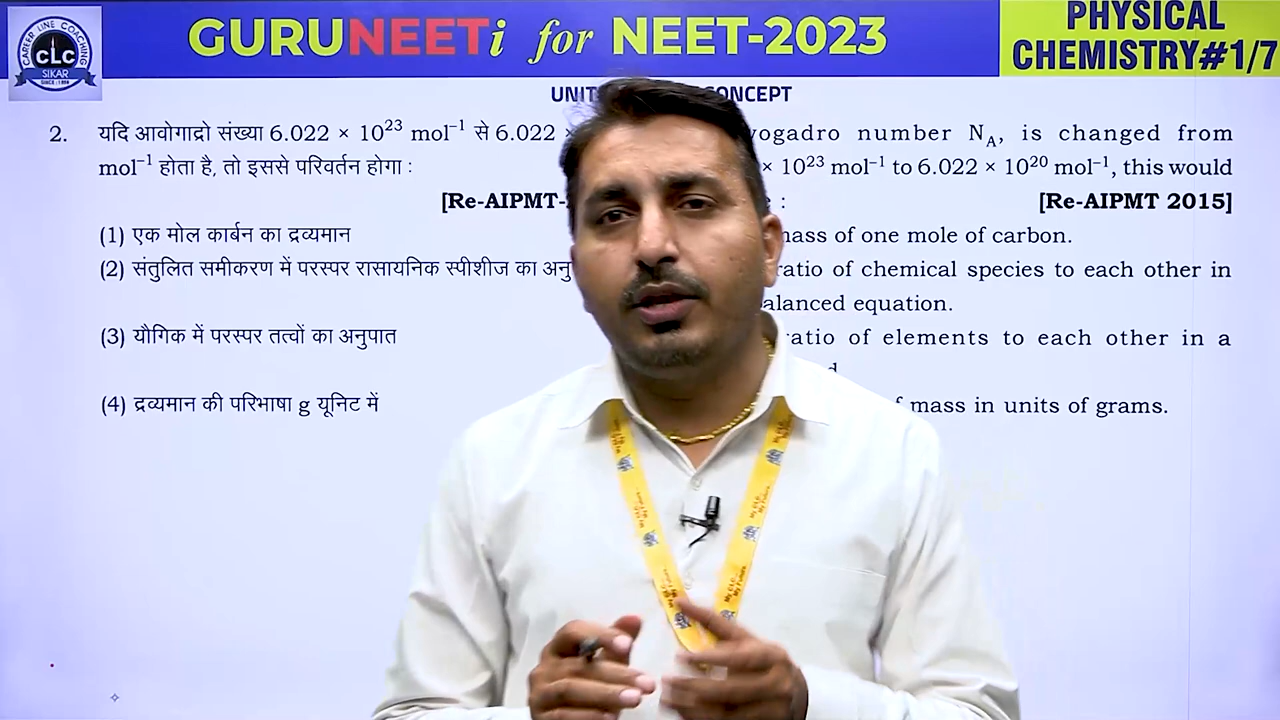 CAREER LINE COACHING
CLC
SIKAR
SINCE : 1996
GURUNEETi for NEET-2023
PHYSICAL
CHEMISTRY#1/7
UNIT
CONCEPT
2. यदि आवोगाद्रो संख्या 6.022 × 10²³ mol⁻¹ से 6.022 ×
mol⁻¹ होता है, तो इससे परिवर्तन होगा :
[Re-AIPMT-
(1) एक मोल कार्बन का द्रव्यमान
(2) संतुलित समीकरण में परस्पर रासायनिक स्पीशीज का
(3) यौगिक में परस्पर तत्वों का अनुपात
(4) द्रव्यमान की परिभाषा g यूनिट में
number N_A, is changed from
× 10²³ mol⁻¹ to 6.022 × 10²⁰ mol⁻¹, this would
:
[Re-AIPMT 2015]
mass of one mole of carbon.
ratio of chemical species to each other in
equation.
ratio of elements to each other in a
mass in units of grams.